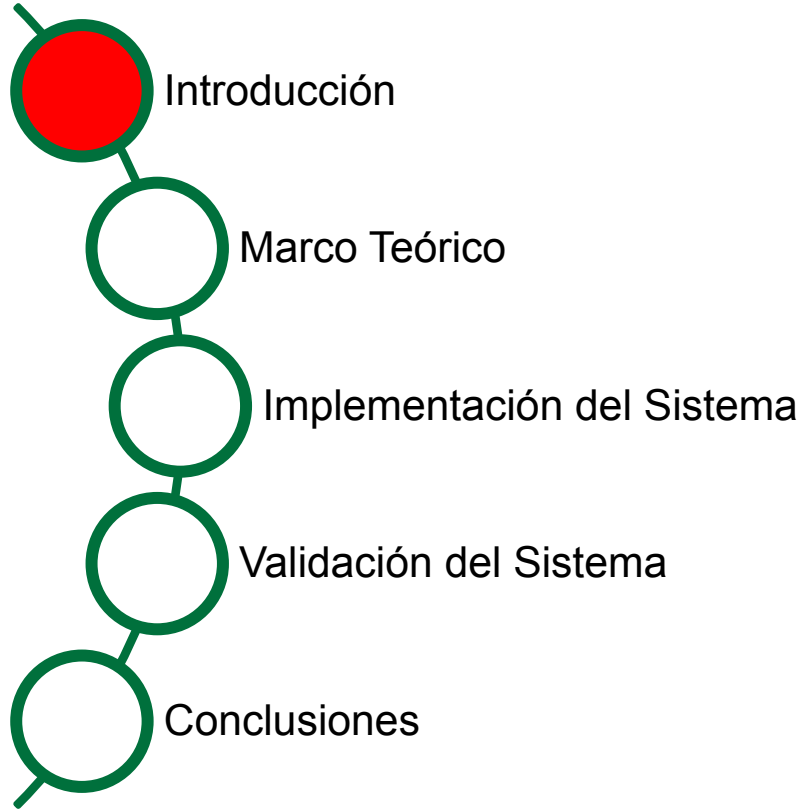 Introducción
Marco Teórico
Implementación del Sistema
Validación del Sistema
Conclusiones